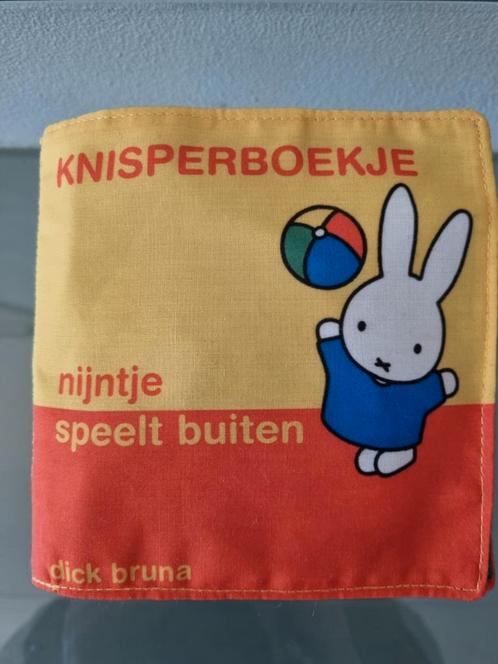 KNISPERBOEKJE
nijntje
speelt buiten
dick bruna